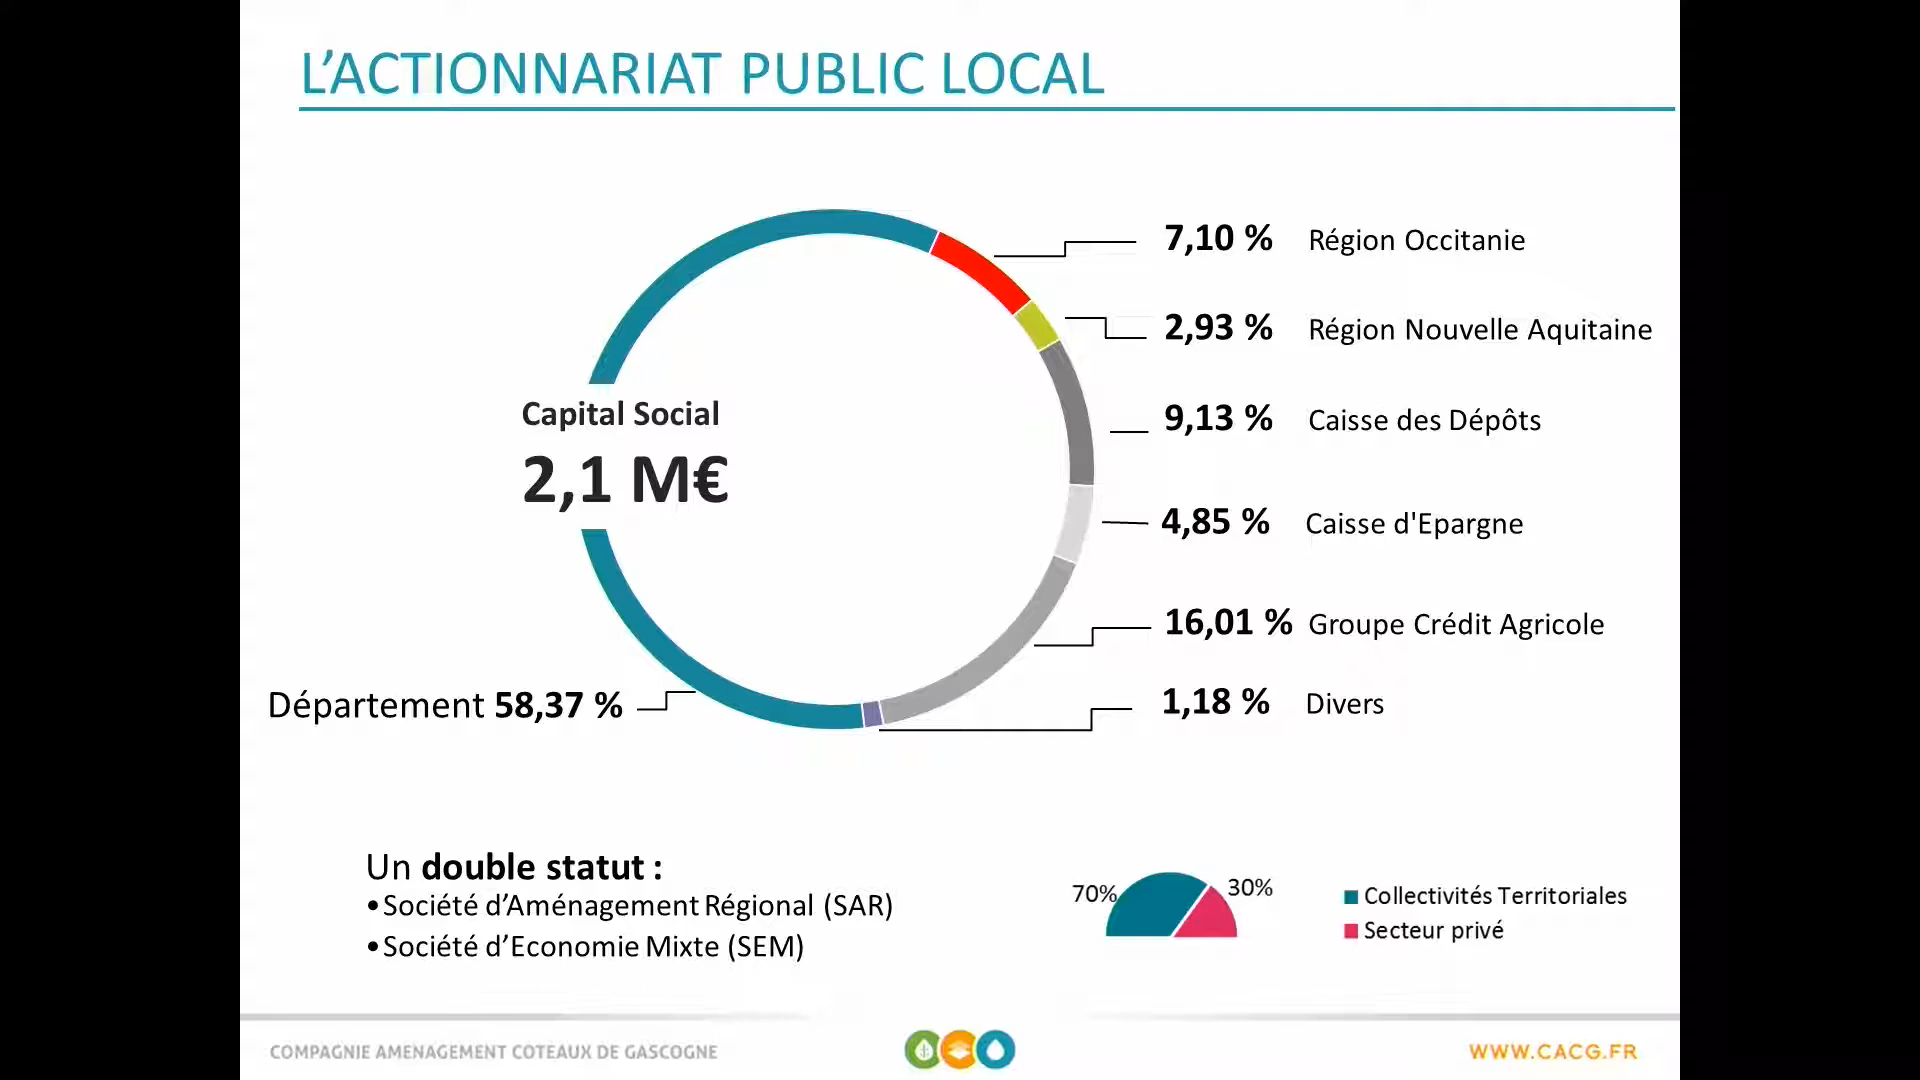 L’ACTIONNARIAT PUBLIC LOCAL
7,10 % Région Occitanie
2,93 % Région Nouvelle Aquitaine
Capital Social
2,1 M€
9,13 % Caisse des Dépôts
4,85 % Caisse d'Epargne
16,01 % Groupe Crédit Agricole
Département 58,37 %
1,18 % Divers
Un double statut :
•Société d’Aménagement Régional (SAR)
•Société d’Economie Mixte (SEM)
70%
30%
Collectivités Territoriales
Secteur privé
COMPAGNIE AMENAGEMENT COTEAUX DE GASCOGNE
WWW.CACG.FR